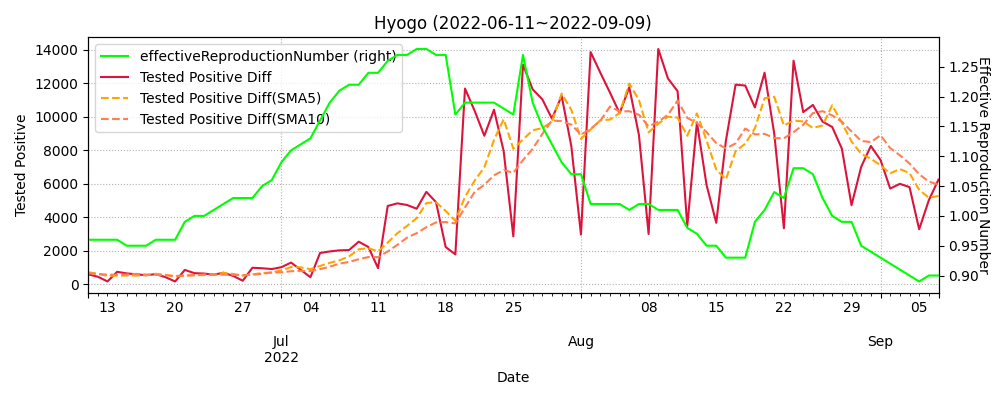 Hyogo (2022-06-11~2022-09-09)
effectiveReproductionNumber (right)
Tested Positive Diff
Tested Positive Diff(SMA5)
Tested Positive Diff(SMA10)
Tested Positive
14000
12000
10000
8000
6000
4000
2000
0
1.25
1.20
1.15
1.10
1.05
1.00
0.95
0.90
Effective Reproduction Number
13 20 27 04 11 18 25 08 15 22 29 05
Jul Aug Sep
2022
Date